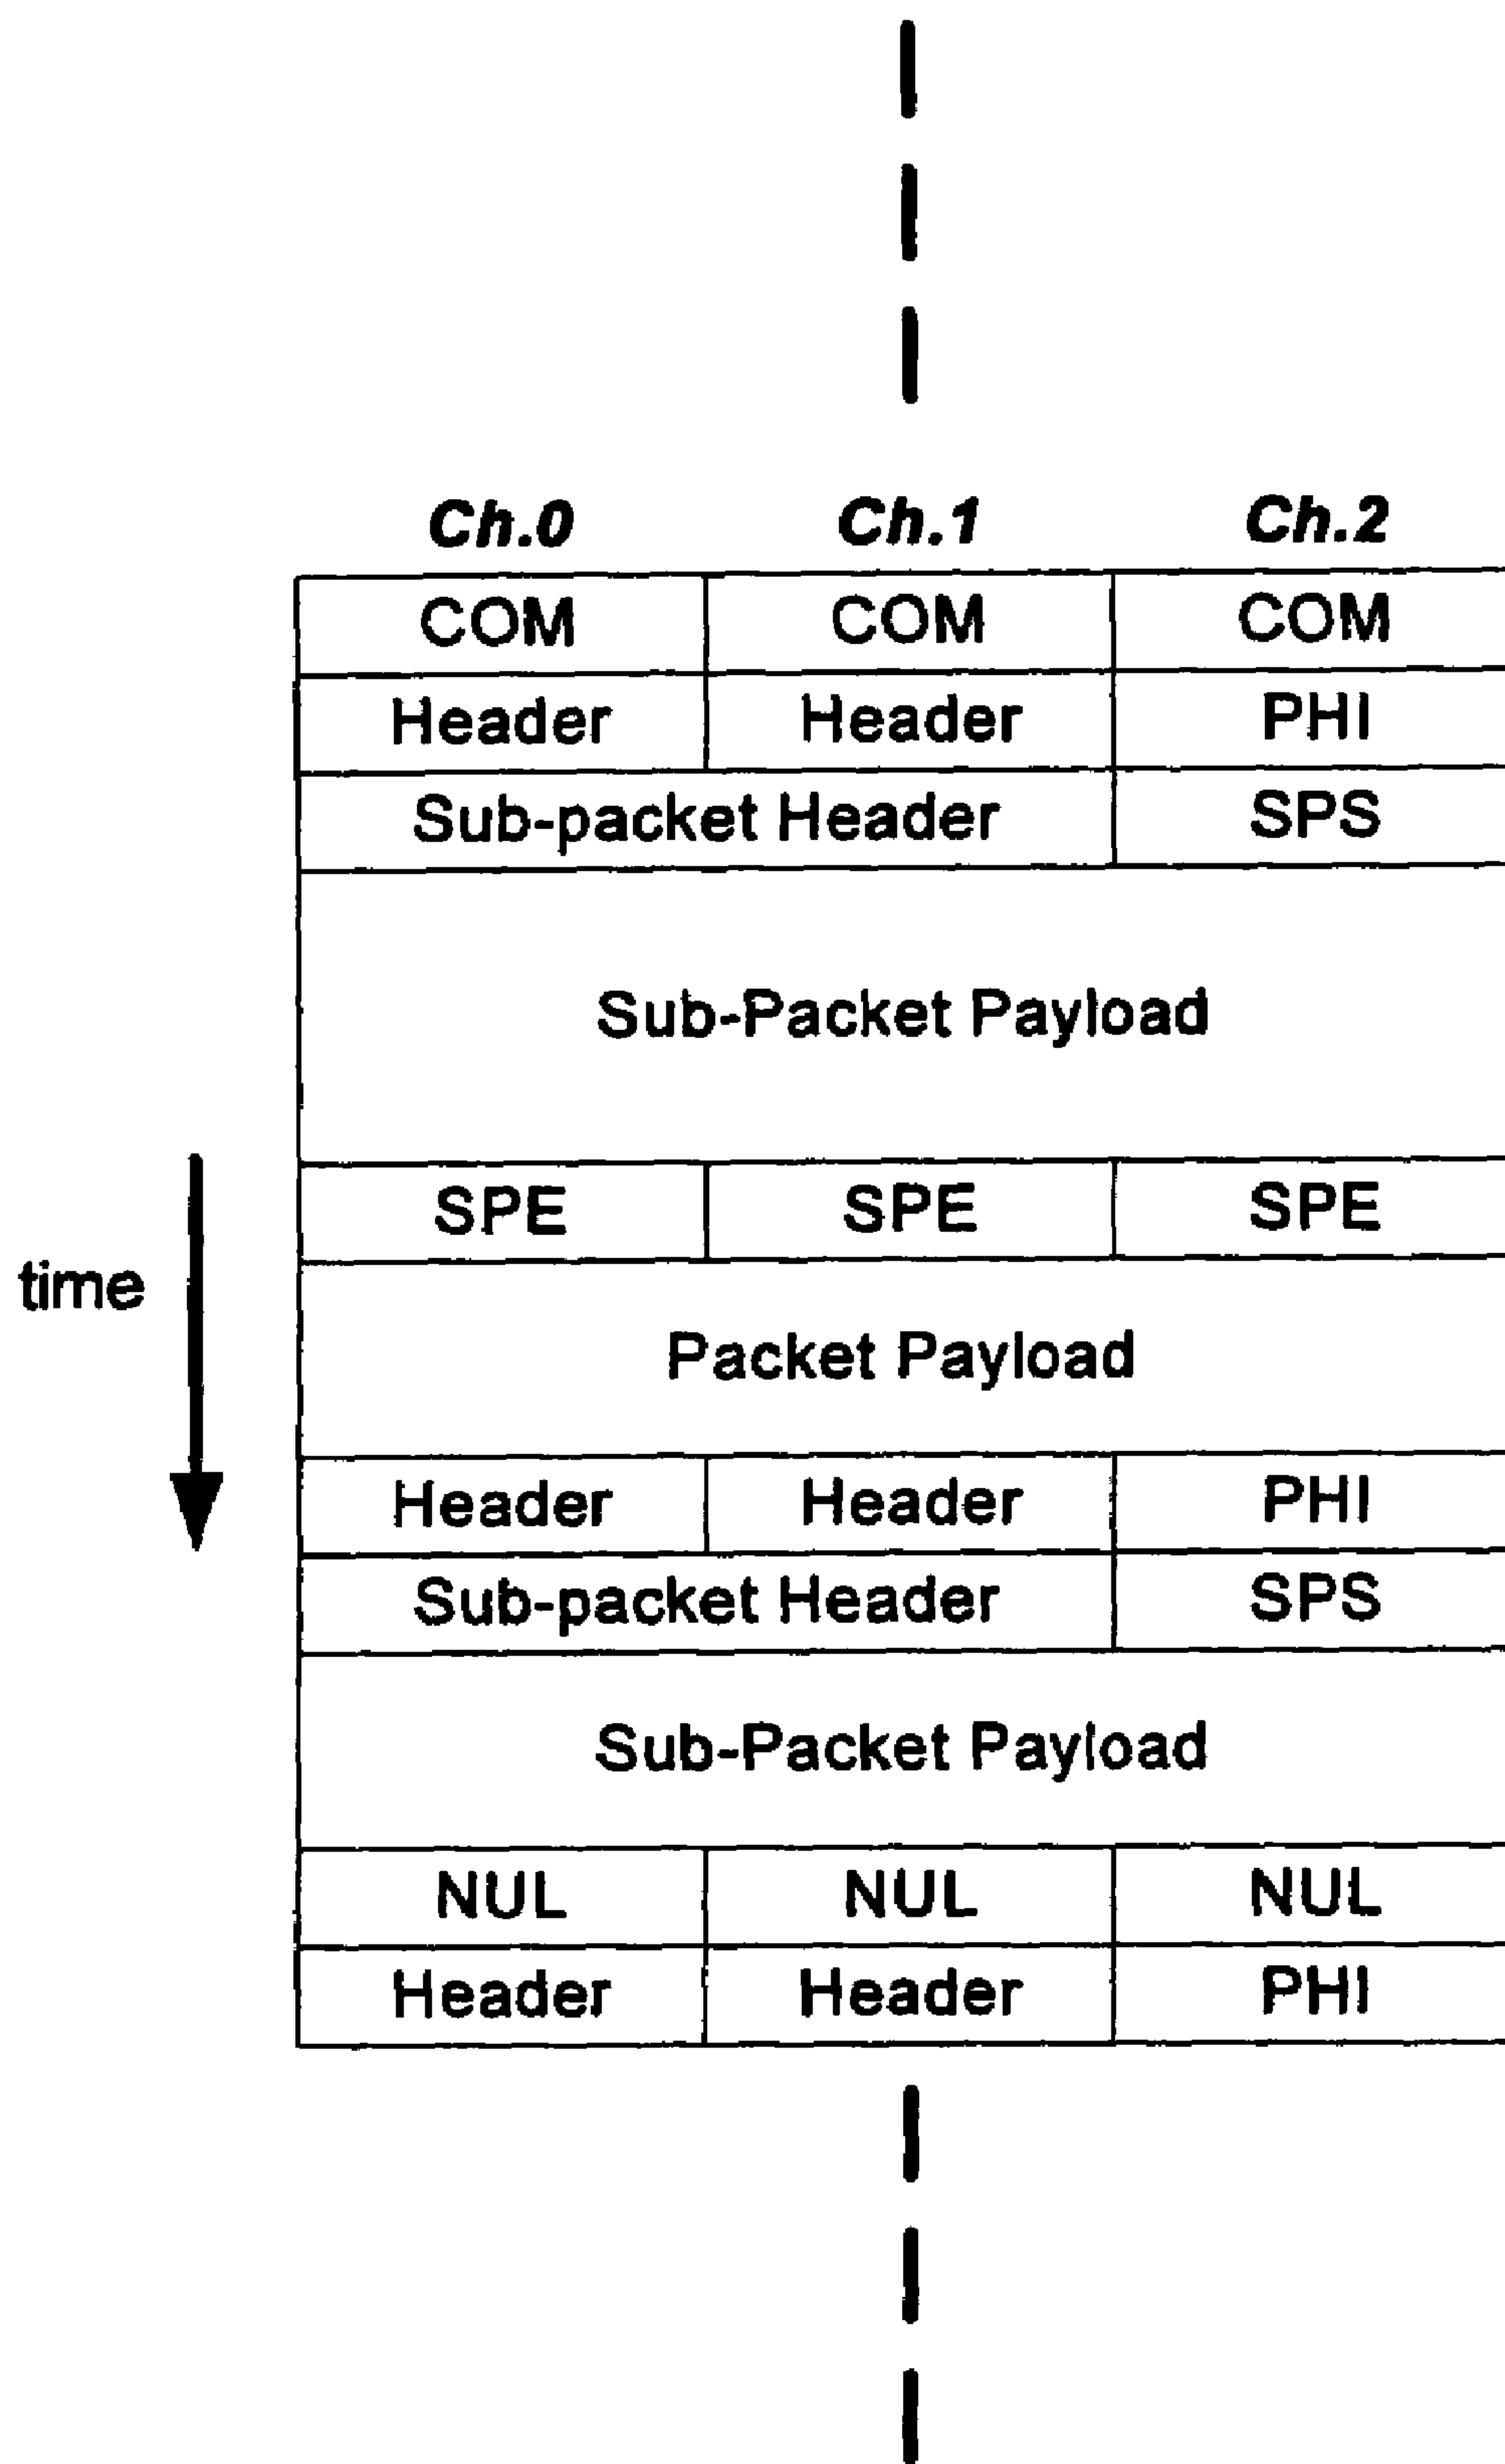 Ch.0 Ch.1 Ch.2
COM COM COM
Header Header PHI
Sub-packet Header SPS
Sub-Packet Payload
SPE SPE SPE
time
Packet Payload
Header Header PHI
Sub-packet Header SPS
Sub-Packet Payload
NUL NUL NUL
Header Header PHI